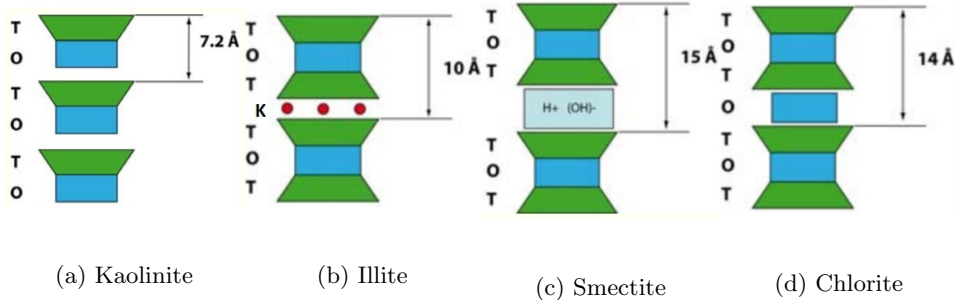 T
O
T
O
T
O
7.2 Å
(a) Kaolinite
T
O
T
K
T
O
T
10 Å
(b) Illite
T
O
T
H+ (OH)-
T
O
T
15 Å
(c) Smectite
T
O
T
O
T
O
T
14 Å
(d) Chlorite